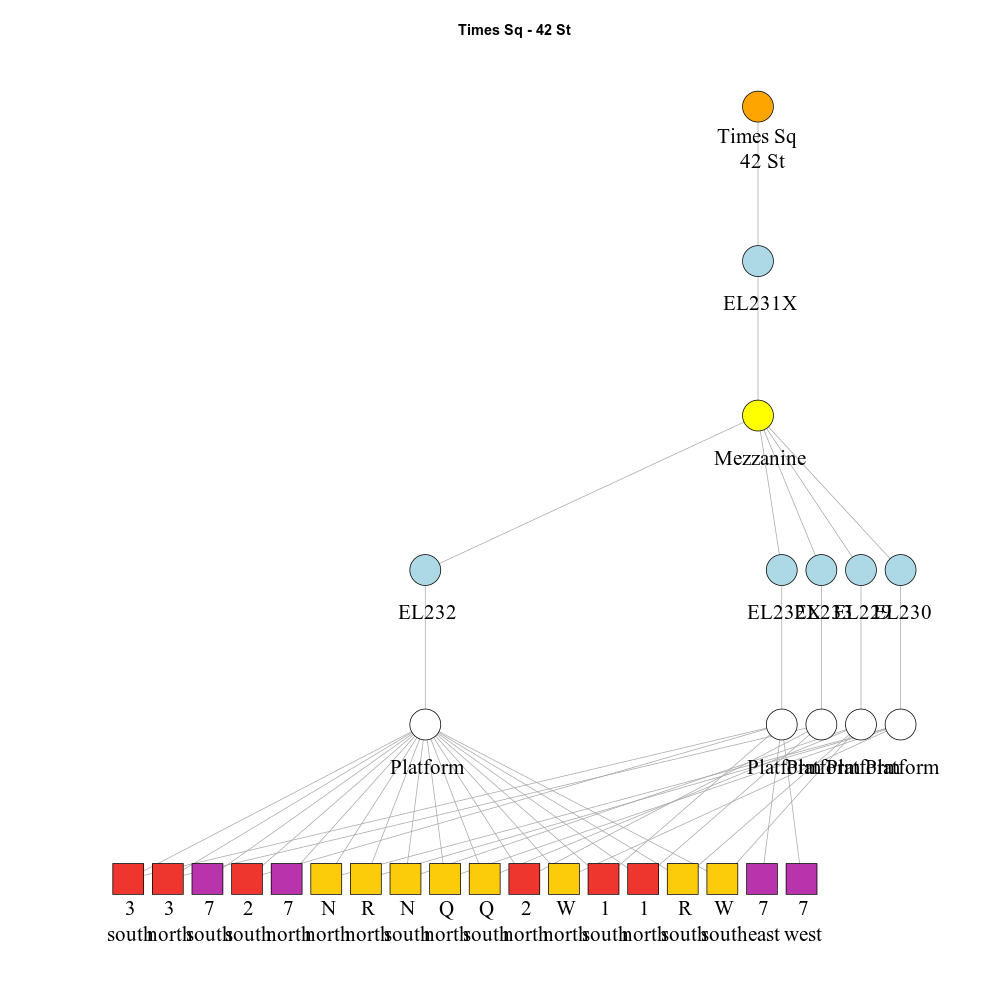 Times Sq - 42 St
Times Sq
42 St
EL231X
Mezzanine
EL232 EL232X EL233 EL229 EL230
Platform Platform Platform Platform Platform
3 3 7 2 7 N R N Q Q 2 W 1 1 R W 7 7
south north south south north north north south north south north north south north south south east west